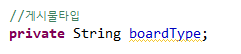 //게시물타입
private String boardType;